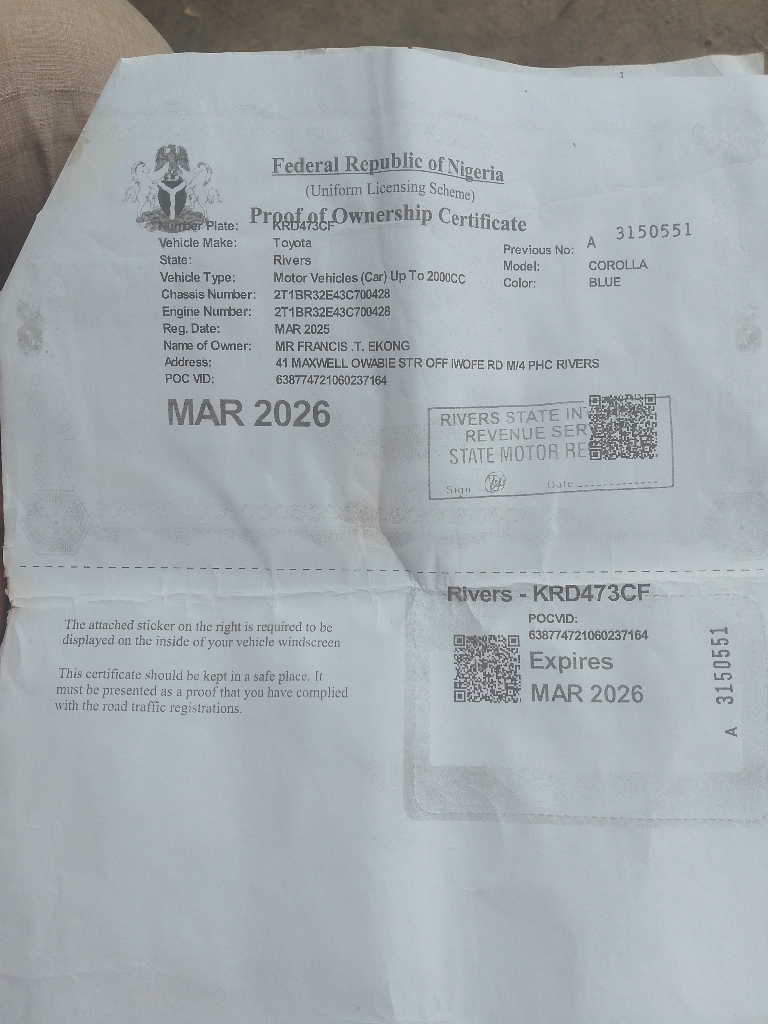 Federal Republic of Nigeria
(Uniform Licensing Scheme)
Proof of Ownership Certificate
Number Plate: KRD473CF
Vehicle Make: Toyota
Previous No: A 3150551
State: Rivers
Model: COROLLA
Vehicle Type: Motor Vehicles (Car) Up To 2000CC
Color: BLUE
Chassis Number: 2T1BR32E43C700428
Engine Number: 2T1BR32E43C700428
Reg. Date: MAR 2025
Name of Owner: MR FRANCIS .T. EKONG
Address: 41 MAXWELL OWABIE STR OFF IWOFE RD M/4 PHC RIVERS
POC VID: 638774721060237164
MAR 2026
RIVERS STATE IN
REVENUE SER
STATE MOTOR RE
Sign Date
Rivers - KRD473CF
POCVID:
638774721060237164
Expires
MAR 2026
A 3150551
The attached sticker on the right is required to be
displayed on the inside of your vehicle windscreen
This certificate should be kept in a safe place. It
must be presented as a proof that you have complied
with the road traffic registrations.